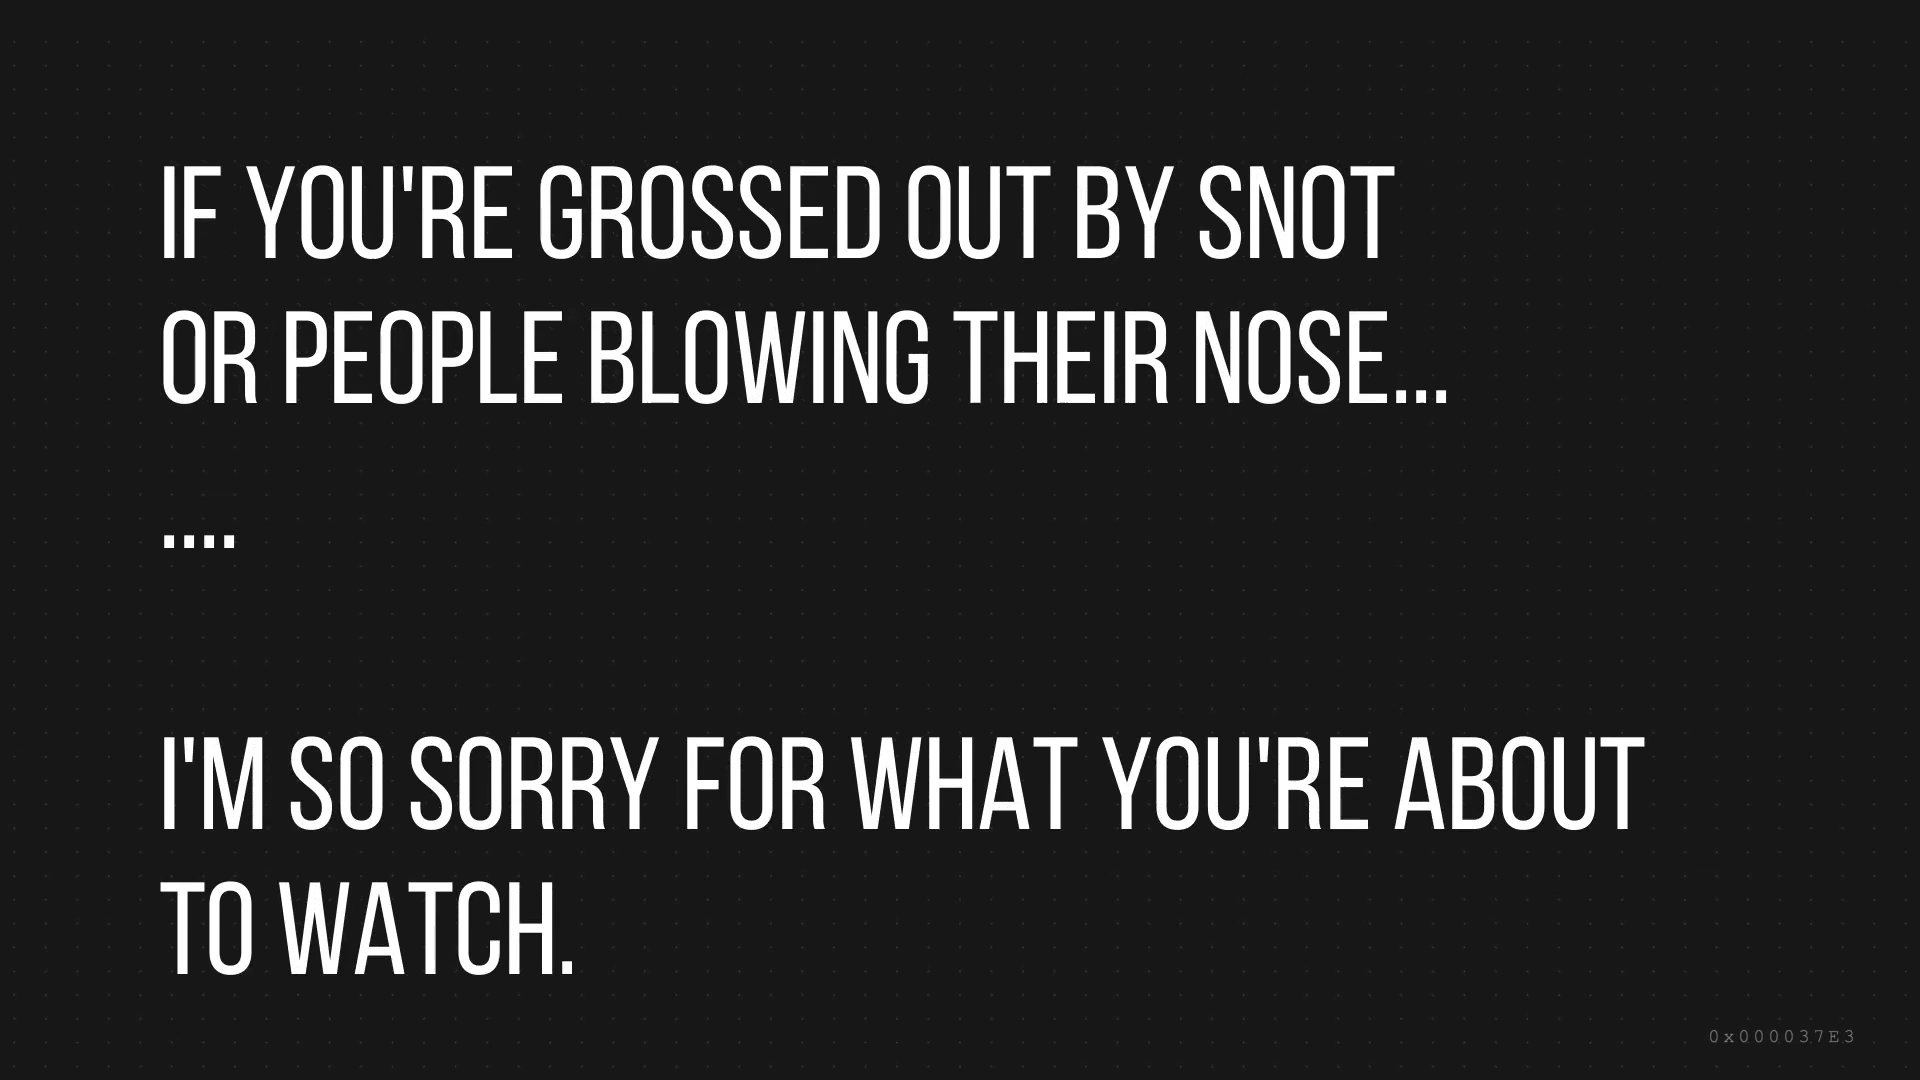 IF YOU'RE GROSSED OUT BY SNOT
OR PEOPLE BLOWING THEIR NOSE...
....
I'M SO SORRY FOR WHAT YOU'RE ABOUT
TO WATCH.
0x000037E3